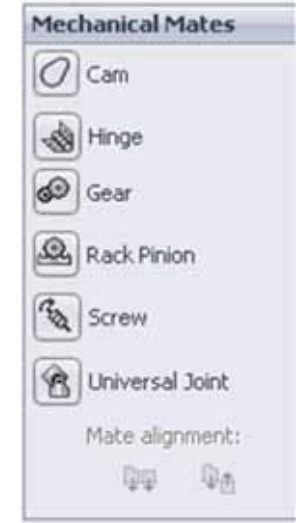 Mechanical Mates
Cam
Hinge
Gear
Rack Pinion
Screw
Universal Joint
Mate alignment: